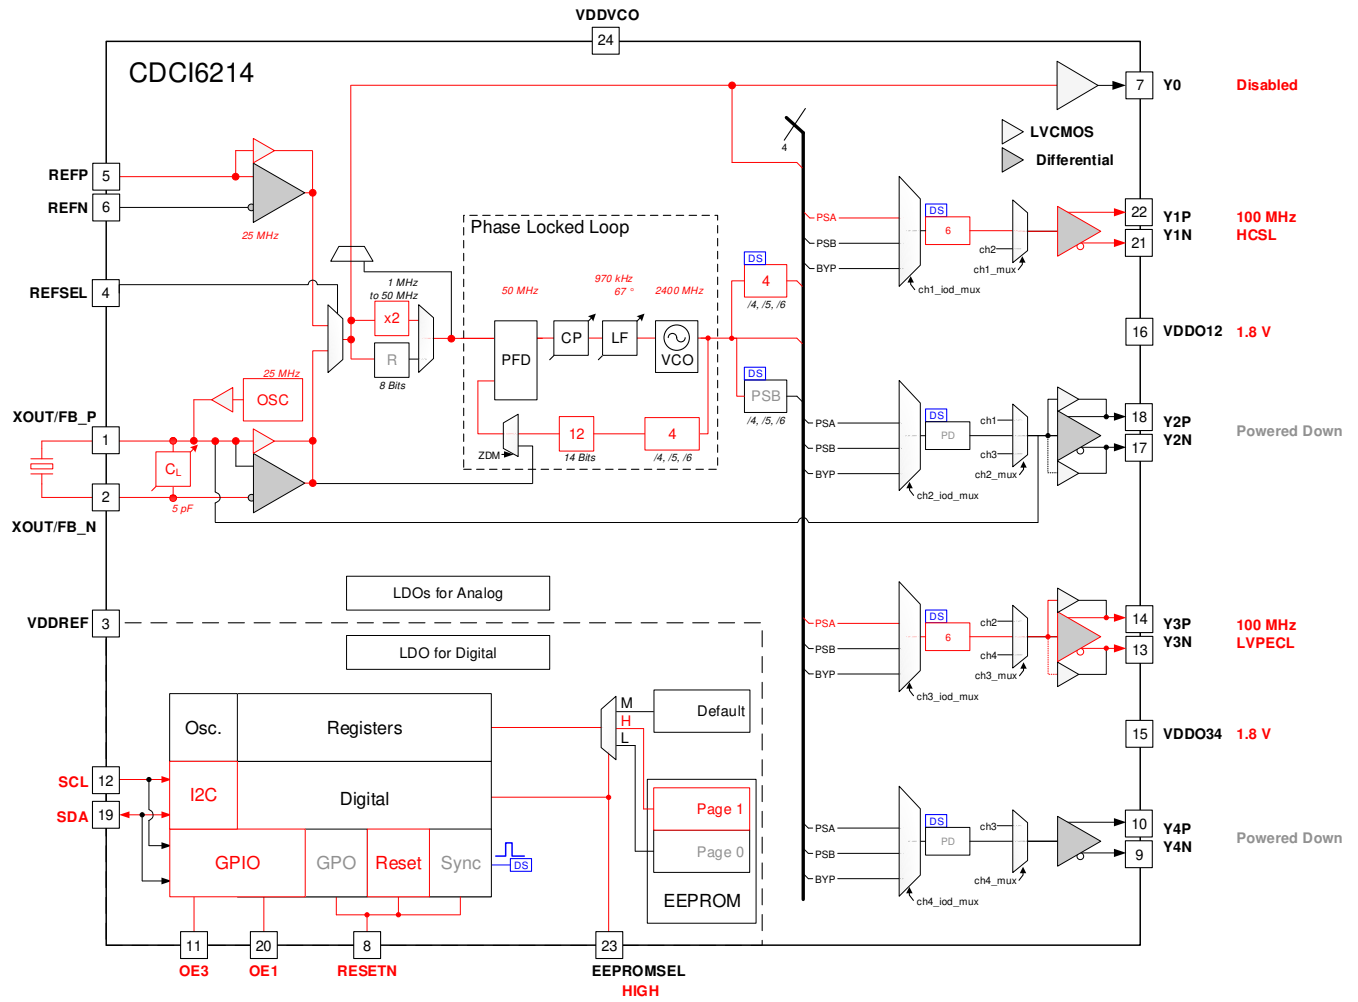 VDDVCO
24
CDCI6214
7 Y0 Disabled
4
LVCMOS
Differential
REFP 5
REFN 6
25 MHz
REFSEL 4
Phase Locked Loop
1 MHz
to 50 MHz
x2
R
8 Bits
50 MHz
970 kHz
67 °
2400 MHz
PFD
CP
LF
VCO
12
14 Bits
4
/4, /5, /6
ZDM
DS
4
/4, /5, /6
DS
PSB
/4, /5, /6
PSA
PSB
BYP
DS
6
ch2
ch1_mux
ch1_iod_mux
22 Y1P 100 MHz
21 Y1N HCSL
16 VDDO12 1.8 V
25 MHz
OSC
XOUT/FB_P
1
CL
5 pF
2
XOUT/FB_N
PSA
PSB
BYP
DS
PD
ch1
ch3
ch2_mux
ch2_iod_mux
18 Y2P
17 Y2N
Powered Down
LDOs for Analog
VDDREF 3
LDO for Digital
PSA
PSB
BYP
DS
6
ch2
ch4
ch3_mux
ch3_iod_mux
14 Y3P 100 MHz
13 Y3N LVPECL
15 VDDO34 1.8 V
Osc.
Registers
M
H
L
Default
SCL 12
SDA 19
I2C
Digital
Page 1
Page 0
EEPROM
GPIO
GPO
Reset
Sync
DS
PSA
PSB
BYP
DS
PD
ch3
ch4_mux
ch4_iod_mux
10 Y4P
9 Y4N
Powered Down
11
20
8
23
OE3
OE1
RESETN
EEPROMSEL
HIGH